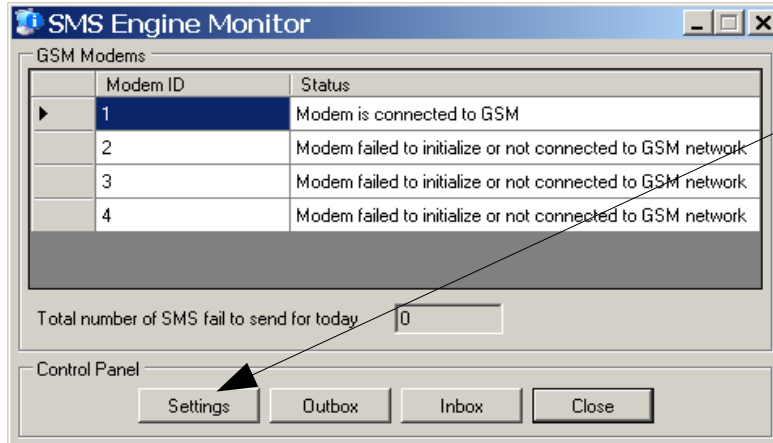 SMS Engine Monitor
GSM Modems
Modem ID Status
1 Modem is connected to GSM
2 Modem failed to initialize or not connected to GSM network
3 Modem failed to initialize or not connected to GSM network
4 Modem failed to initialize or not connected to GSM network
Total number of SMS fail to send for today 0
Control Panel
Settings Outbox Inbox Close